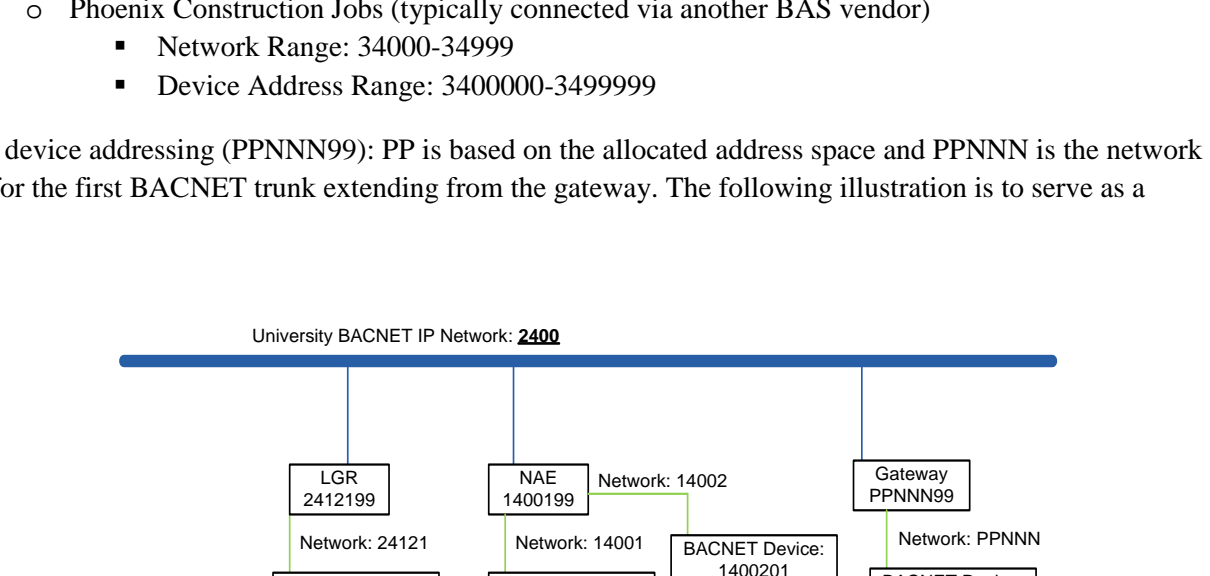 o Phoenix Construction Jobs (typically connected via another BAS vendor)
▪ Network Range: 34000-34999
▪ Device Address Range: 3400000-3499999
device addressing (PPNNN99): PP is based on the allocated address space and PPNNN is the network
for the first BACNET trunk extending from the gateway. The following illustration is to serve as a
University BACNET IP Network: 2400
LGR
2412199
NAE
1400199
Network: 14002
Gateway
PPNNN99
Network: 24121
Network: 14001
BACNET Device:
1400201
Network: PPNNN